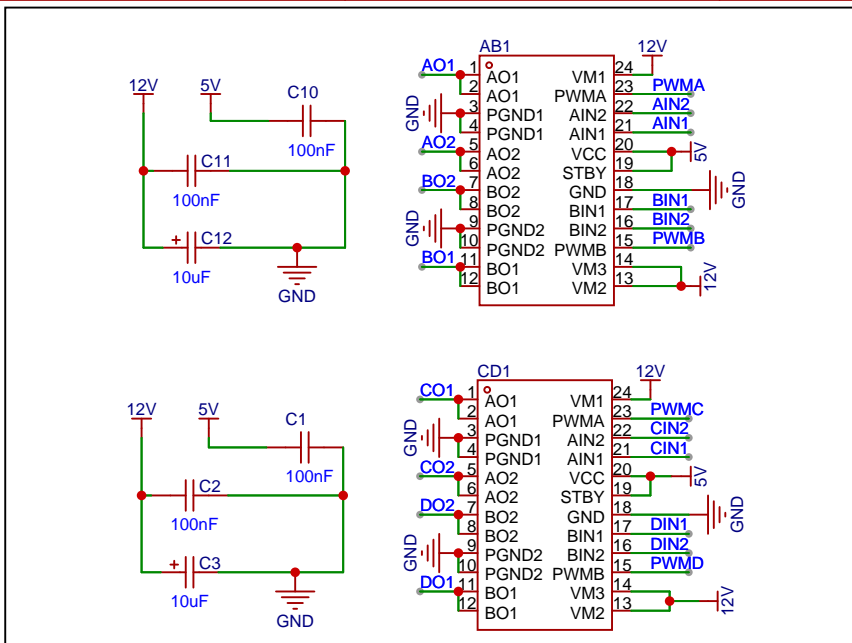 12V
5V
C10
100nF
C11
100nF
C12
+
10uF
GND
AB1
AO1
1 AO1
2 AO1
GND
3 PGND1
4 PGND1
AO2
5 AO2
6 AO2
BO2
7 BO2
8 BO2
GND
9 PGND2
10 PGND2
BO1
11 BO1
12 BO1
12V
VM1 24
PWMA 23 PWMA
AIN2 22 AIN2
AIN1 21 AIN1
VCC 20
5V
STBY 19
GND 18
GND
BIN1 17 BIN1
BIN2 16 BIN2
PWMB 15 PWMB
VM3 14
VM2 13
12V
12V
5V
C1
100nF
C2
100nF
C3
+
10uF
GND
CD1
CO1
1 AO1
2 AO1
GND
3 PGND1
4 PGND1
CO2
5 AO2
6 AO2
DO2
7 BO2
8 BO2
GND
9 PGND2
10 PGND2
DO1
11 BO1
12 BO1
12V
VM1 24
PWMA 23 PWMC
AIN2 22 CIN2
AIN1 21 CIN1
VCC 20
5V
STBY 19
GND 18
GND
BIN1 17 DIN1
BIN2 16 DIN2
PWMB 15 PWMD
VM3 14
VM2 13
12V